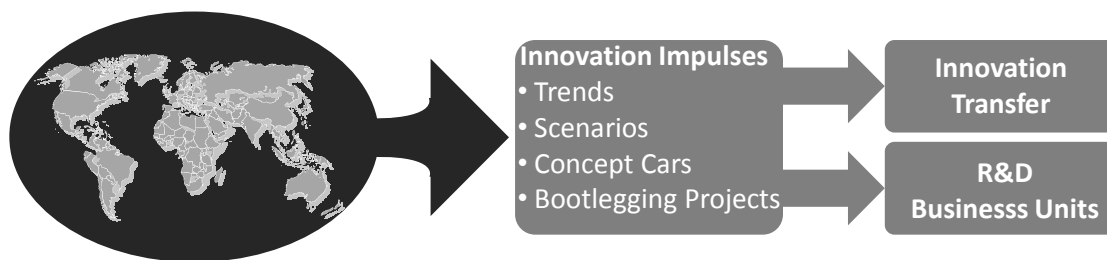 Innovation Impulses
• Trends
• Scenarios
• Concept Cars
• Bootlegging Projects
Innovation
Transfer
R&D
Businesss Units